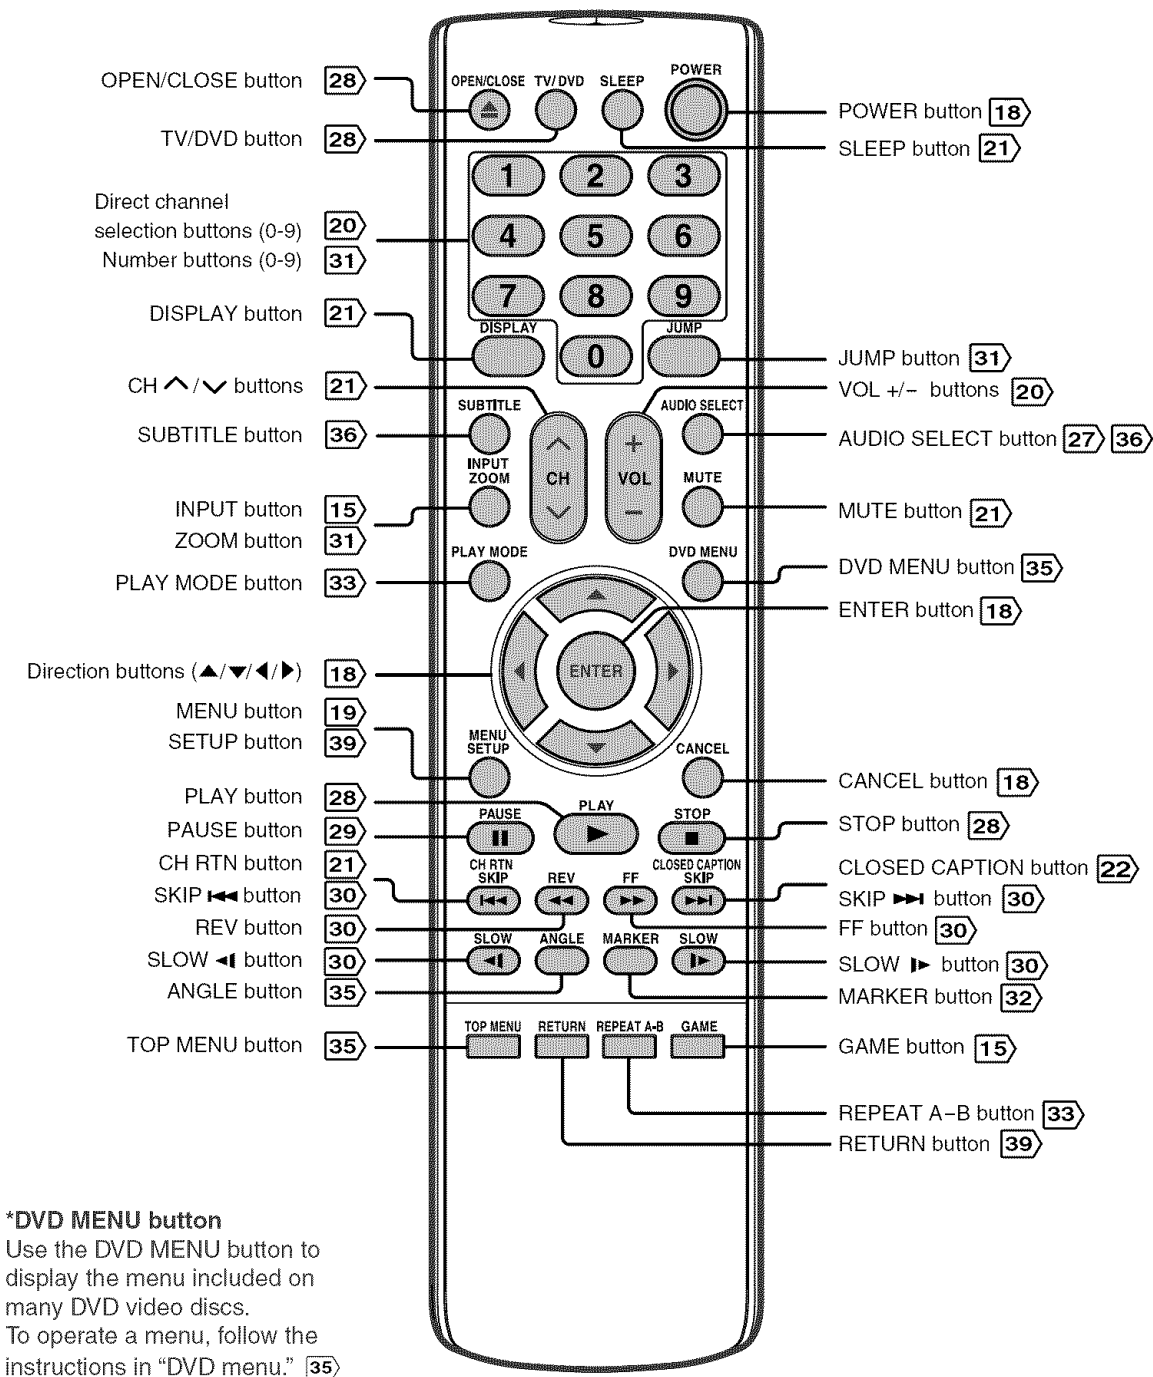 OPEN/CLOSE button 28
TV/DVD button 28
Direct channel
selection buttons (0-9) 20
Number buttons (0-9) 31
DISPLAY button 21
CH ∧/∨ buttons 21
SUBTITLE button 36
INPUT button 15
ZOOM button 31
PLAY MODE button 33
Direction buttons (▲/▼/◀/▶) 18
MENU button 19
SETUP button 39
PLAY button 28
PAUSE button 29
CH RTN button 21
SKIP I◀◀ button 30
REV button 30
SLOW ◀I button 30
ANGLE button 35
TOP MENU button 35
OPEN/CLOSE TV/DVD SLEEP POWER
1 2 3
4 5 6
7 8 9
DISPLAY JUMP
0
SUBTITLE AUDIO SELECT
+
INPUT
ZOOM CH VOL MUTE
−
PLAY MODE DVD MENU
ENTER
MENU
SETUP CANCEL
PAUSE PLAY STOP
CH RTN CLOSED CAPTION
SKIP REV FF SKIP
SLOW ANGLE MARKER SLOW
TOP MENU RETURN REPEAT A-B GAME
POWER button 18
SLEEP button 21
JUMP button 31
VOL +/− buttons 20
AUDIO SELECT button 27 36
MUTE button 21
DVD MENU button 35
ENTER button 18
CANCEL button 18
STOP button 28
CLOSED CAPTION button 22
SKIP ▶▶I button 30
FF button 30
SLOW I▶ button 30
MARKER button 32
GAME button 15
REPEAT A−B button 33
RETURN button 39
*DVD MENU button
Use the DVD MENU button to
display the menu included on
many DVD video discs.
To operate a menu, follow the
instructions in “DVD menu.” 35